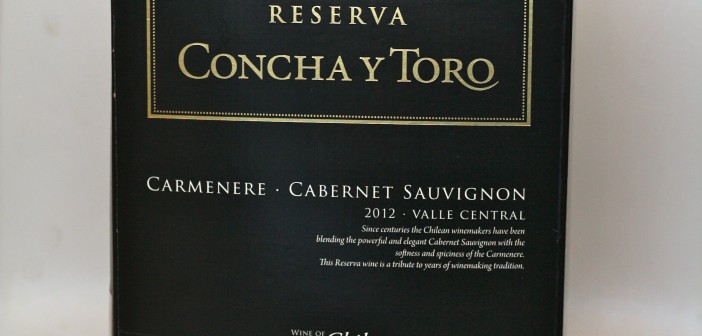 RESERVA
CONCHA Y TORO
CARMENERE · CABERNET SAUVIGNON
2012 · VALLE CENTRAL
Since centuries the Chilean winemakers have been
blending the powerful and elegant Cabernet Sauvignon with the
softness and spiciness of the Carmenere.
This Reserva wine is a tribute to years of winemaking tradition.
WINE OF